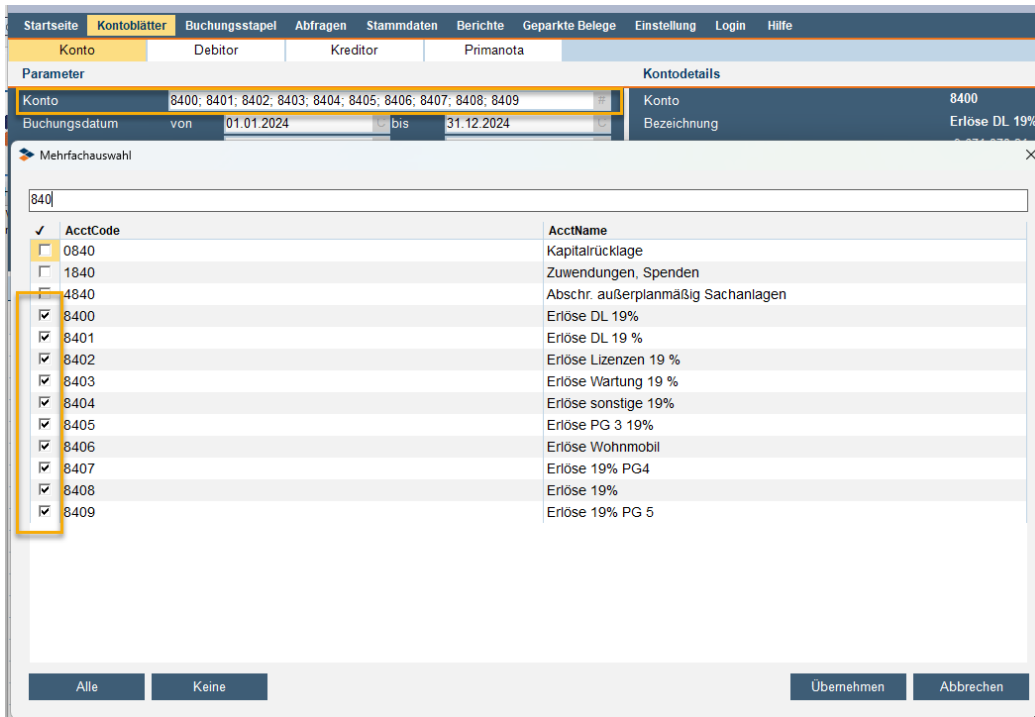 Startseite Kontoblätter Buchungsstapel Abfragen Stammdaten Berichte Geparkte Belege Einstellung Login Hilfe
Konto Debitor Kreditor Primanota
Parameter Kontodetails
Konto 8400; 8401; 8402; 8403; 8404; 8405; 8406; 8407; 8408; 8409 # Konto 8400
Buchungsdatum von 01.01.2024 C bis 31.12.2024 C Bezeichnung Erlöse DL 19%
Mehrfachauswahl
840
✓ AcctCode AcctName
0840 Kapitalrücklage
1840 Zuwendungen, Spenden
4840 Abschr. außerplanmäßig Sachanlagen
8400 Erlöse DL 19%
8401 Erlöse DL 19 %
8402 Erlöse Lizenzen 19 %
8403 Erlöse Wartung 19 %
8404 Erlöse sonstige 19%
8405 Erlöse PG 3 19%
8406 Erlöse Wohnmobil
8407 Erlöse 19% PG4
8408 Erlöse 19%
8409 Erlöse 19% PG 5
Alle Keine Übernehmen Abbrechen